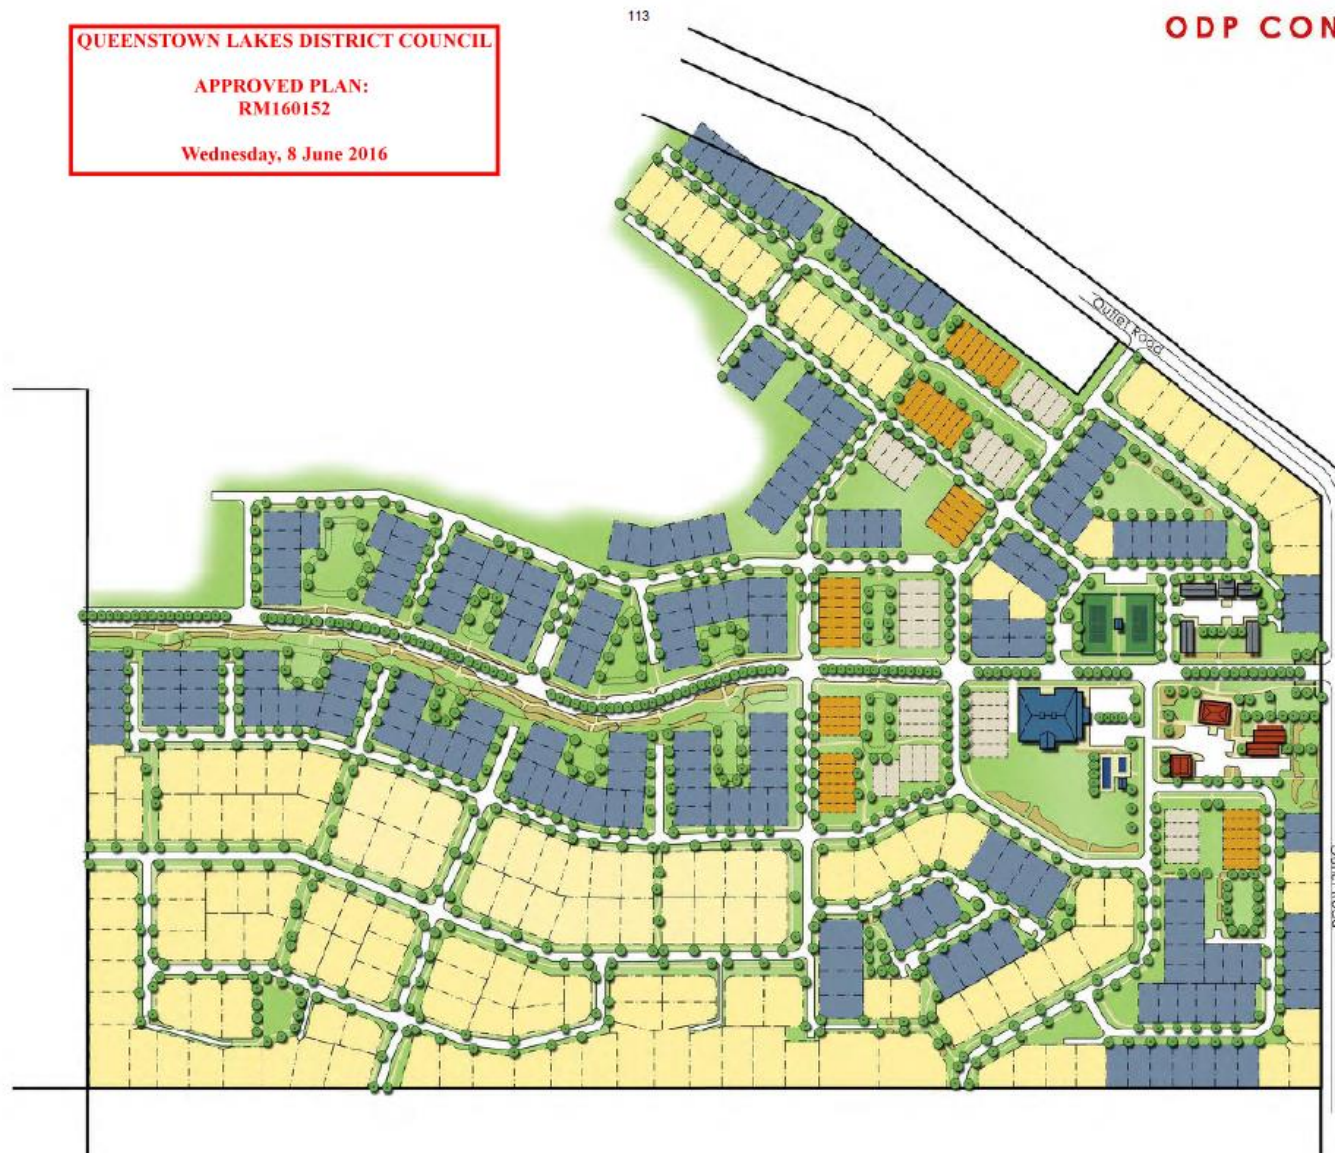 113
ODP CON
QUEENSTOWN LAKES DISTRICT COUNCIL
APPROVED PLAN:
RM160152
Wednesday, 8 June 2016
Outlet Road